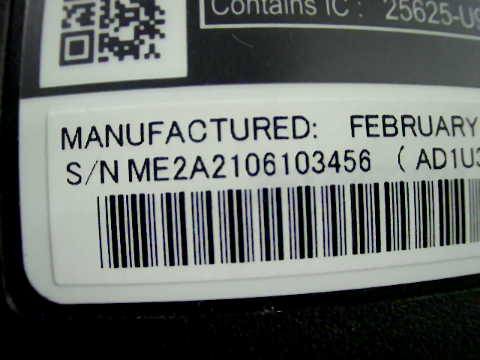 Contains IC : 25625-U9
MANUFACTURED: FEBRUARY
S/N ME2A2106103456 ( AD1U3